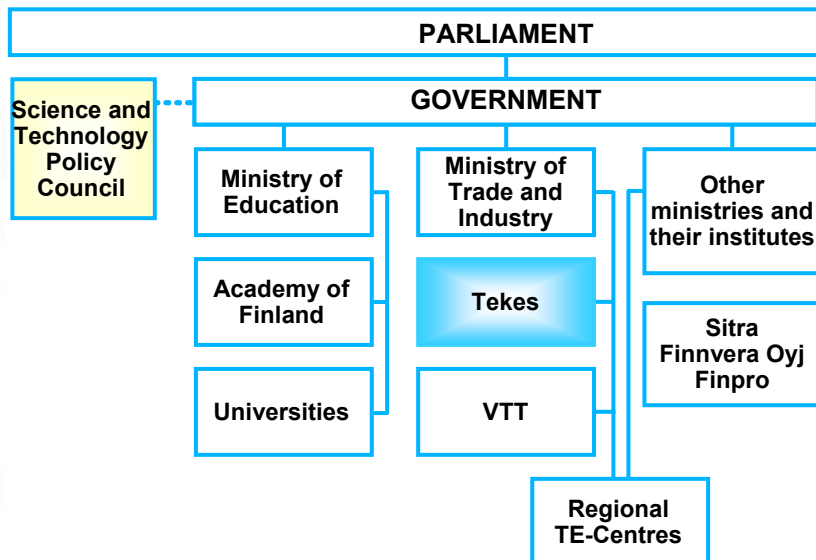 PARLIAMENT
GOVERNMENT
Science and
Technology
Policy
Council
Ministry of
Education
Ministry of
Trade and
Industry
Other
ministries and
their institutes
Academy of
Finland
Tekes
Sitra
Finnvera Oyj
Finpro
Universities
VTT
Regional
TE-Centres